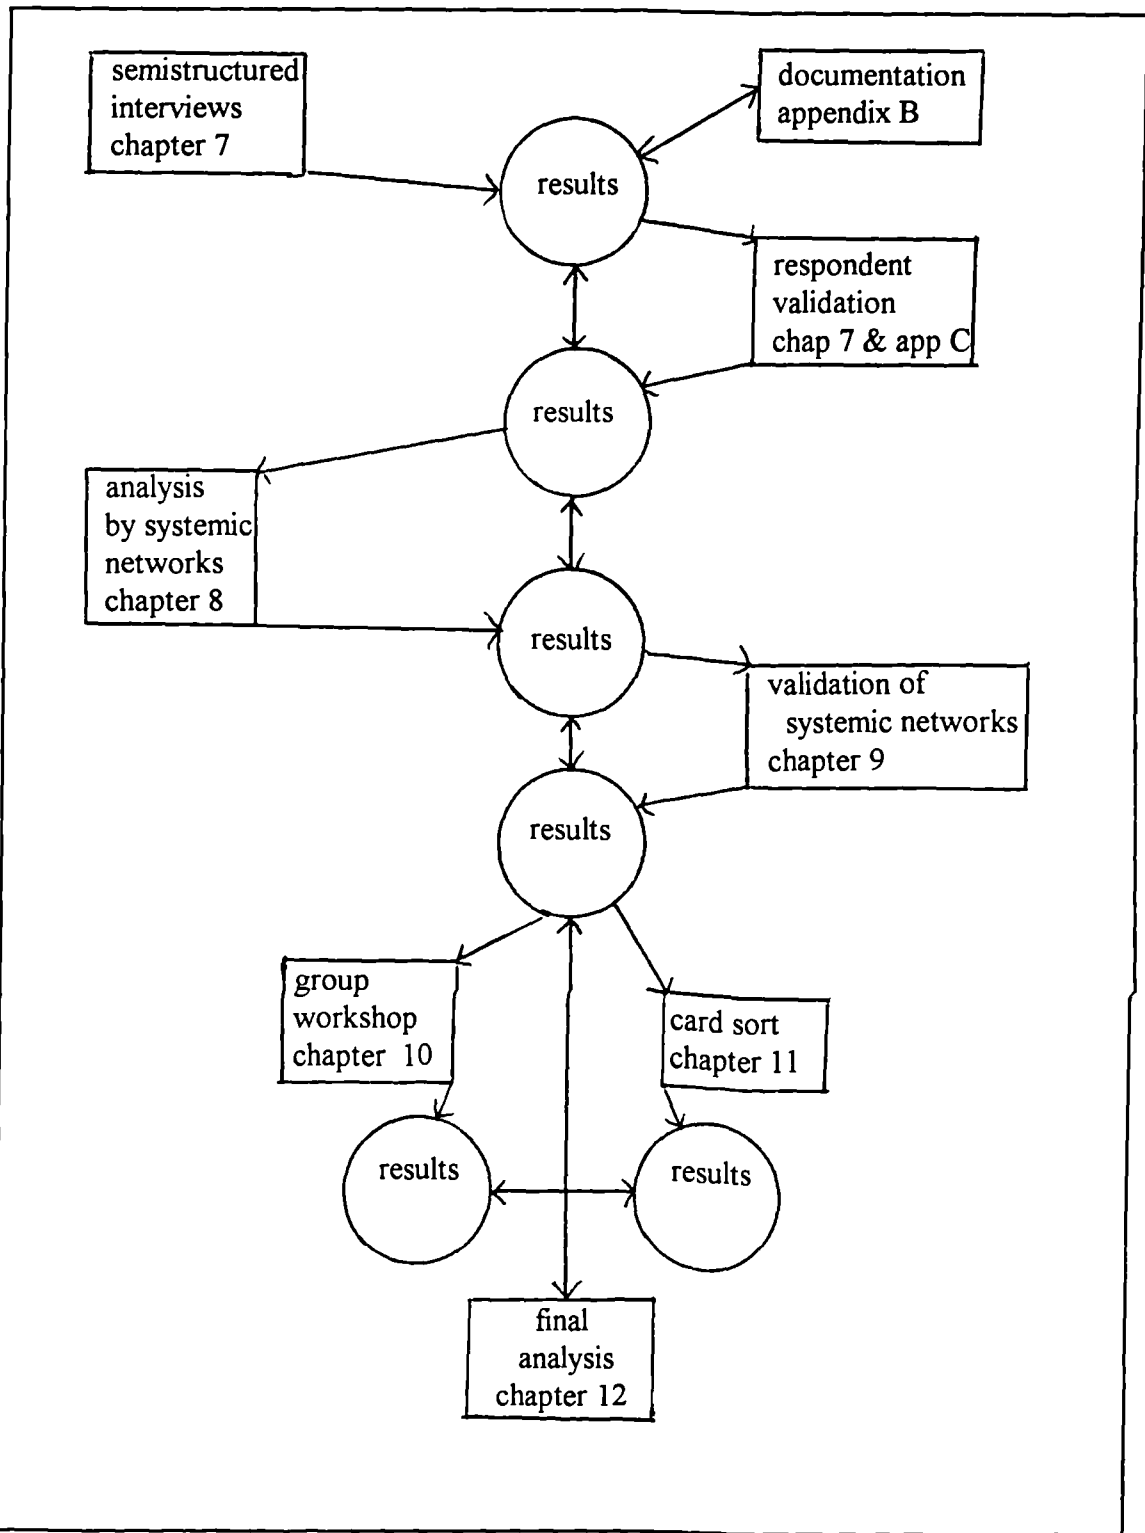 semistructured
interviews
chapter 7
documentation
appendix B
results
respondent
validation
chap 7 & app C
results
analysis
by systemic
networks
chapter 8
results
validation of
systemic networks
chapter 9
results
group
workshop
chapter 10
card sort
chapter 11
results
results
final
analysis
chapter 12